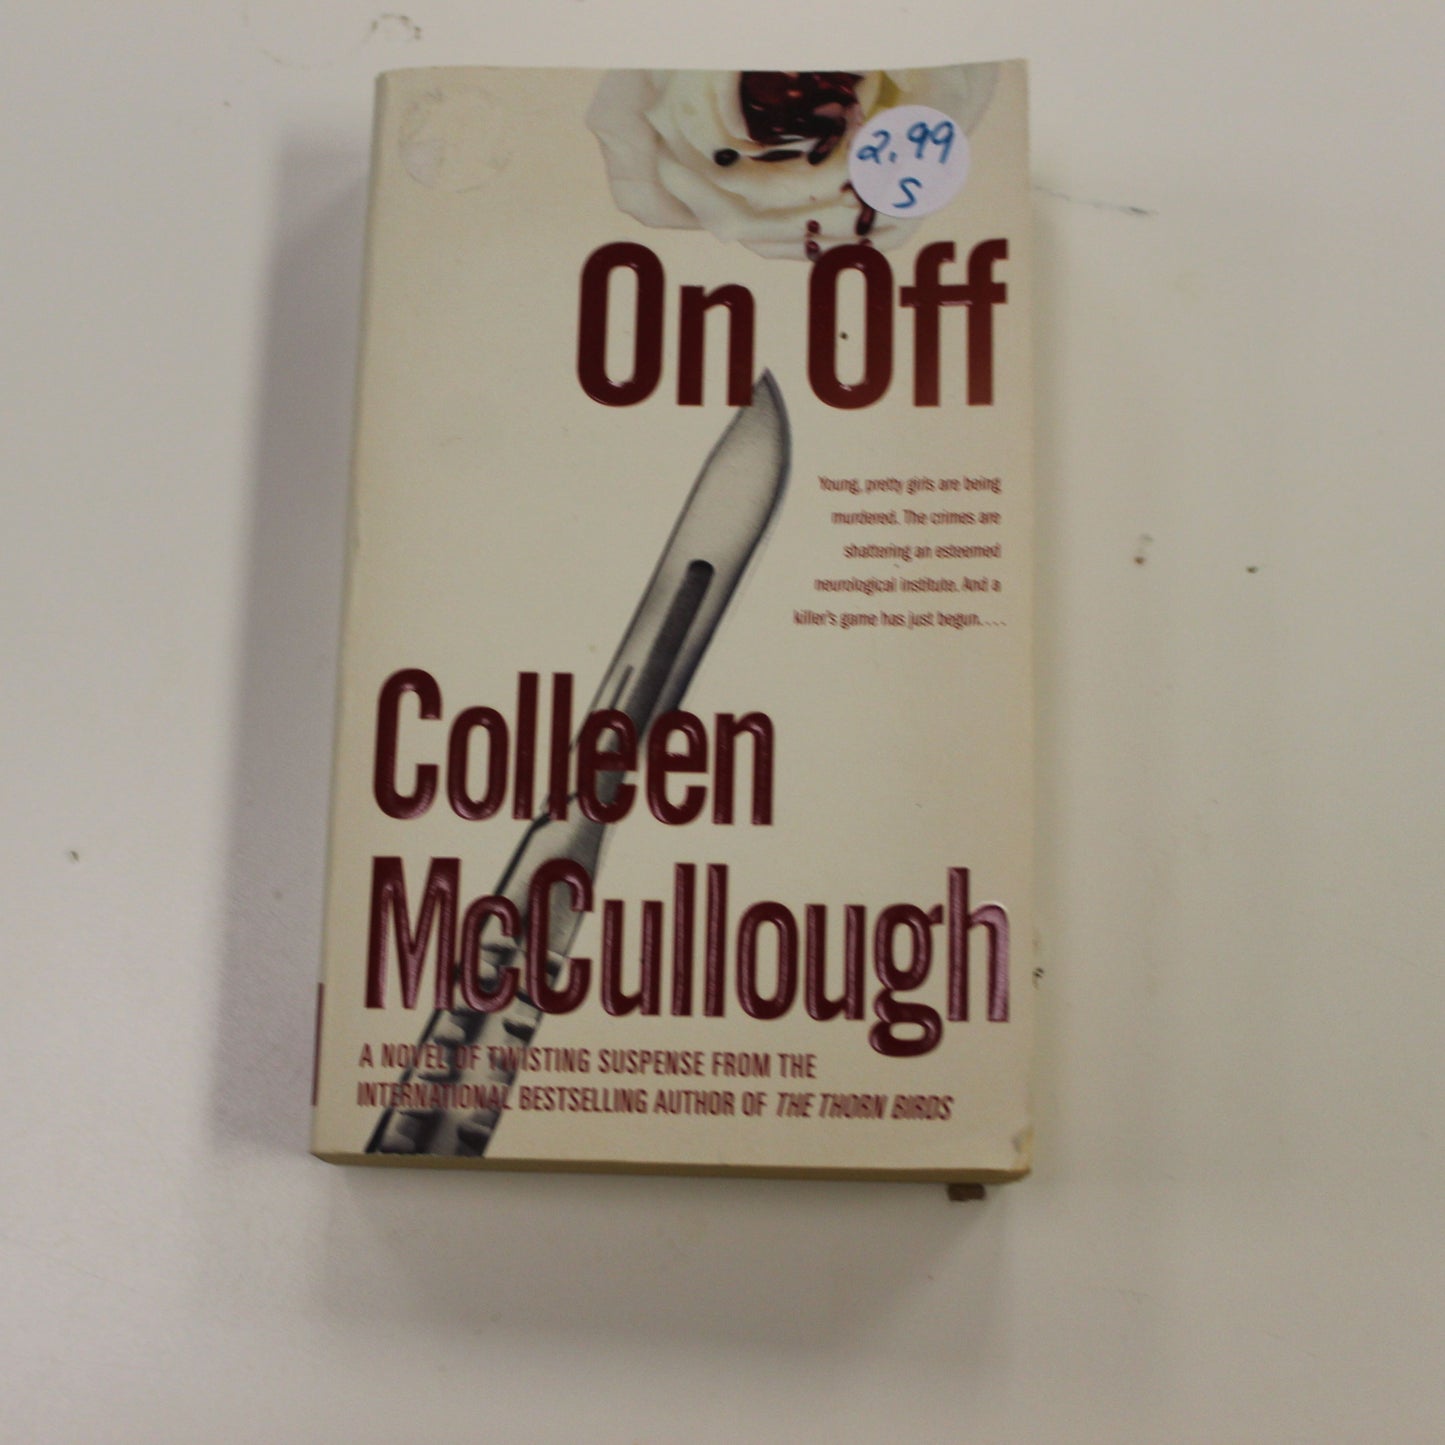 2.99
S
On Off
Young, pretty girls are being
murdered. The crimes are
shattering an esteemed
neurological institute. And a
killer's game has just begun....
Colleen
McCullough
A NOVEL OF TWISTING SUSPENSE FROM THE
INTERNATIONAL BESTSELLING AUTHOR OF THE THORN BIRDS